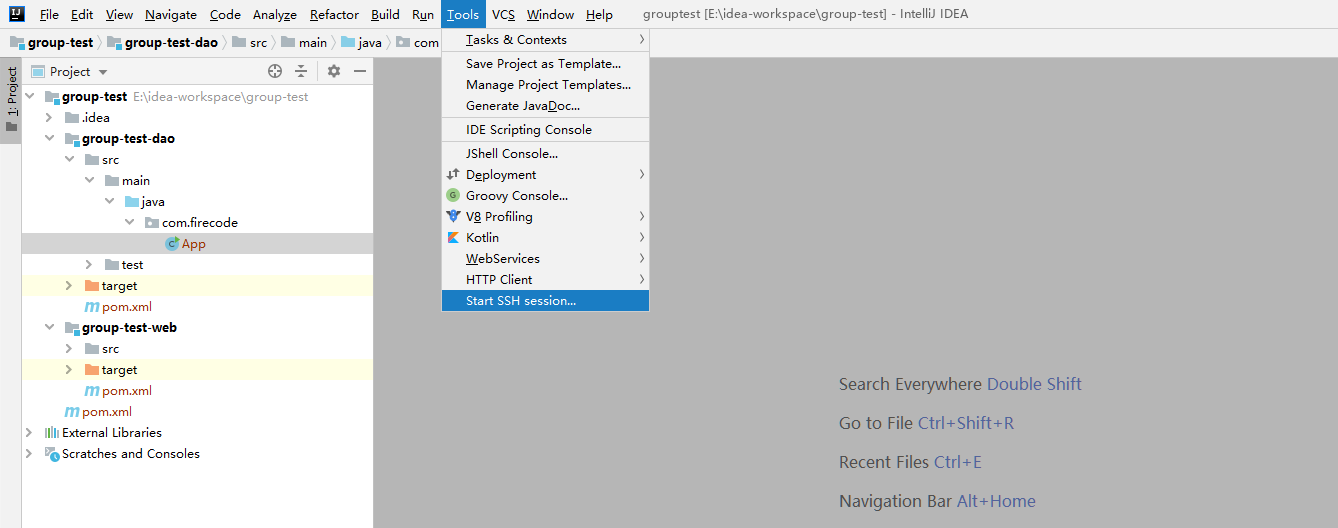 IJ File Edit View Navigate Code Analyze Refactor Build Run Tools VCS Window Help grouptest [E:\idea-workspace\group-test] - IntelliJ IDEA
group-test group-test-dao src main java com
1: Project
Project
group-test E:\idea-workspace\group-test
.idea
group-test-dao
src
main
java
com.firecode
C App
test
target
m pom.xml
group-test-web
src
target
m pom.xml
m pom.xml
External Libraries
Scratches and Consoles
Tasks & Contexts
Save Project as Template...
Manage Project Templates...
Generate JavaDoc...
IDE Scripting Console
JShell Console...
Deployment
G Groovy Console...
V8 Profiling
Kotlin
WebServices
HTTP Client
Start SSH session...
Search Everywhere Double Shift
Go to File Ctrl+Shift+R
Recent Files Ctrl+E
Navigation Bar Alt+Home